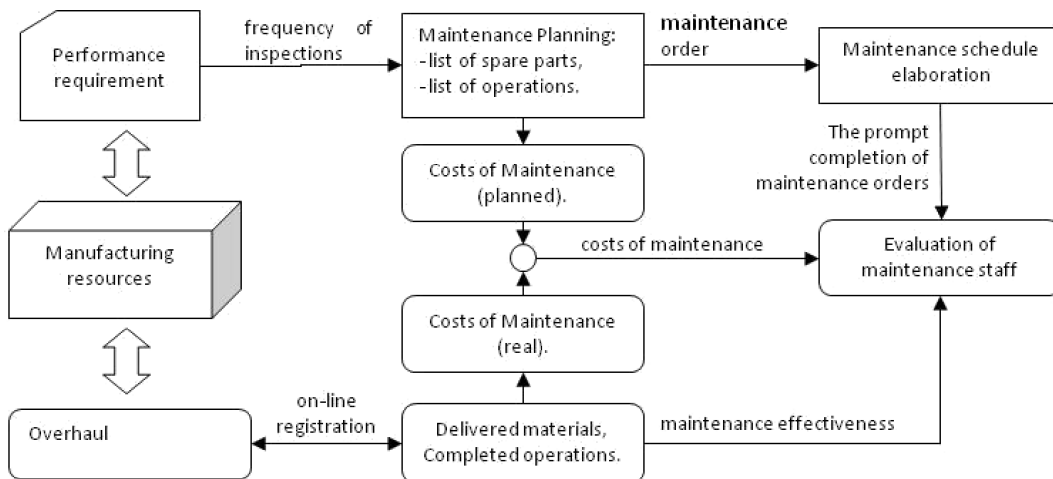 Performance
requirement
frequency of
inspections
Maintenance Planning:
-list of spare parts,
-list of operations.
maintenance
order
Maintenance schedule
elaboration
The prompt
completion of
maintenance orders
Costs of Maintenance
(planned).
Manufacturing
resources
costs of maintenance
Evaluation of
maintenance staff
Costs of Maintenance
(real).
Overhaul
on-line
registration
Delivered materials,
Completed operations.
maintenance effectiveness